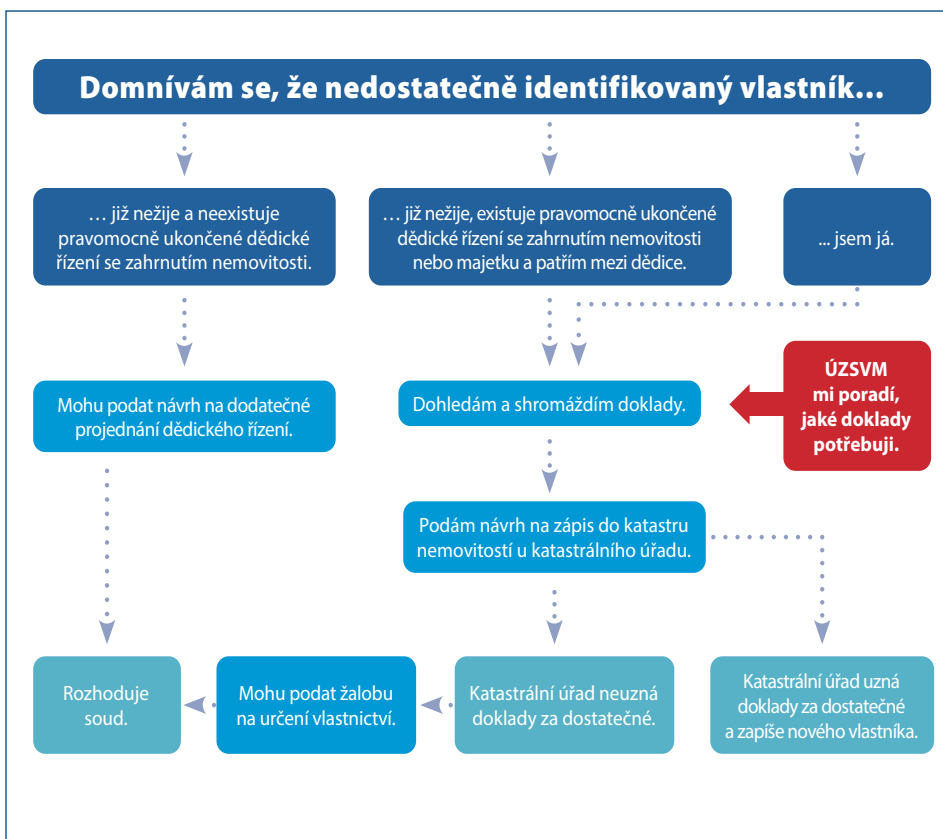 Domnívám se, že nedostatečně identifikovaný vlastník...
… již nežije a neexistuje
pravomocně ukončené dědické
řízení se zahrnutím nemovitosti.
… již nežije, existuje pravomocně ukončené
dědické řízení se zahrnutím nemovitosti
nebo majetku a patřím mezi dědice.
... jsem já.
Mohu podat návrh na dodatečné
projednání dědického řízení.
Dohledám a shromáždím doklady.
ÚZSVM
mi poradí,
jaké doklady
potřebuji.
Podám návrh na zápis do katastru
nemovitostí u katastrálního úřadu.
Rozhoduje
soud.
Mohu podat žalobu
na určení vlastnictví.
Katastrální úřad neuzná
doklady za dostatečné.
Katastrální úřad uzná
doklady za dostatečné
a zapíše nového vlastníka.